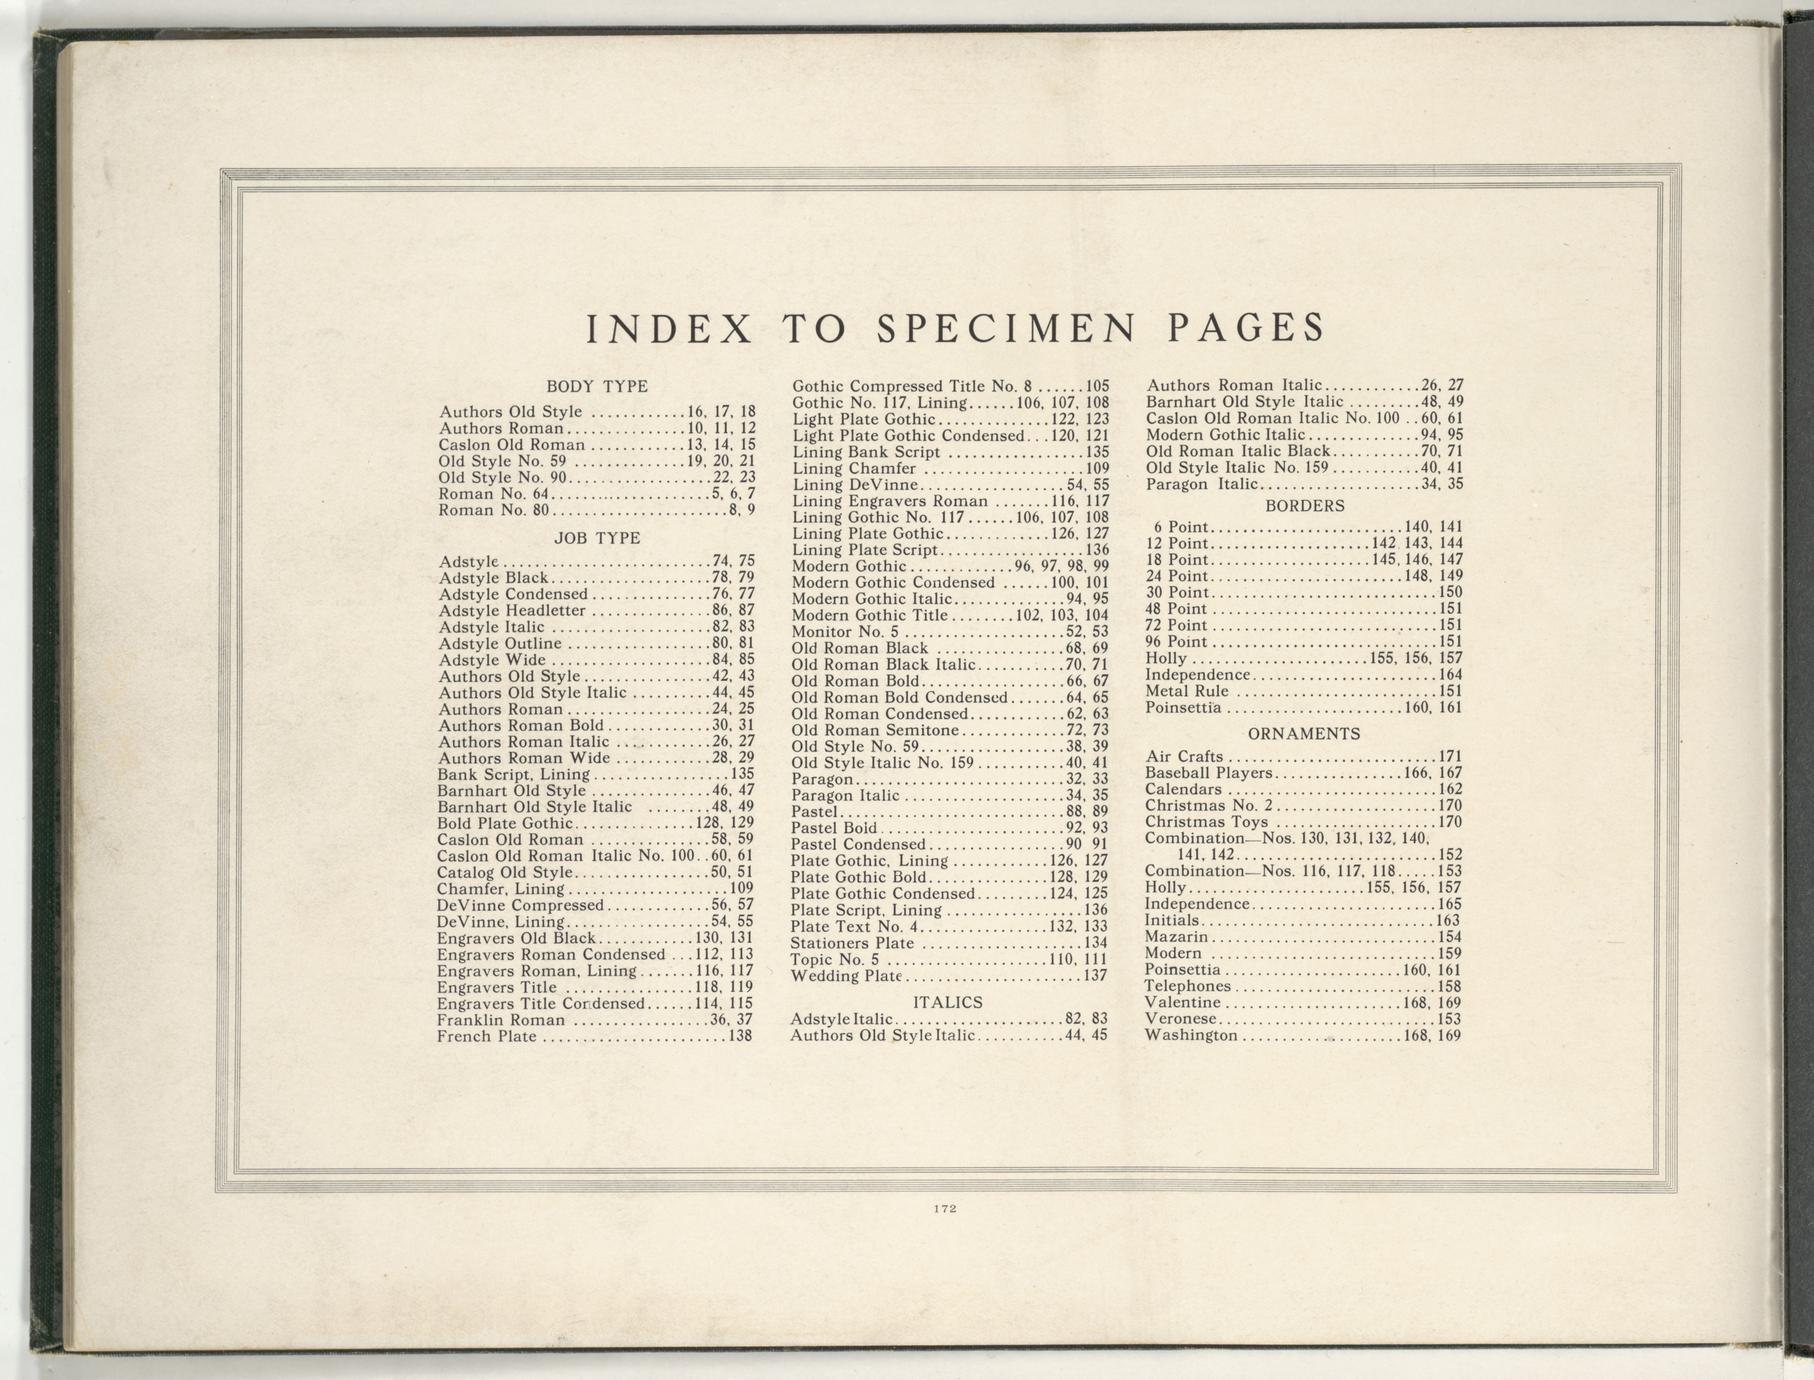 INDEX TO SPECIMEN PAGES
BODY TYPE
Authors Old Style ............16, 17, 18
Authors Roman...............10, 11, 12
Caslon Old Roman ............13, 14, 15
Old Style No. 59 ..............19, 20, 21
Old Style No. 90..................22, 23
Roman No. 64....................5, 6, 7
Roman No. 80......................8, 9
JOB TYPE
Adstyle..........................74, 75
Adstyle Black....................78, 79
Adstyle Condensed...............76, 77
Adstyle Headletter ...............86, 87
Adstyle Italic ....................82, 83
Adstyle Outline ..................80, 81
Adstyle Wide ....................84, 85
Authors Old Style................42, 43
Authors Old Style Italic ..........44, 45
Authors Roman..................24, 25
Authors Roman Bold.............30, 31
Authors Roman Italic ............26, 27
Authors Roman Wide ............28, 29
Bank Script, Lining.................135
Barnhart Old Style ...............46, 47
Barnhart Old Style Italic ........48, 49
Bold Plate Gothic...............128, 129
Caslon Old Roman ...............58, 59
Caslon Old Roman Italic No. 100..60, 61
Catalog Old Style.................50, 51
Chamfer, Lining....................109
DeVinne Compressed.............56, 57
DeVinne, Lining..................54, 55
Engravers Old Black............130, 131
Engravers Roman Condensed ...112, 113
Engravers Roman, Lining.......116, 117
Engravers Title ................118, 119
Engravers Title Condensed......114, 115
Franklin Roman .................36, 37
French Plate .......................138
Gothic Compressed Title No. 8 ......105
Gothic No. 117, Lining......106, 107, 108
Light Plate Gothic..............122, 123
Light Plate Gothic Condensed...120, 121
Lining Bank Script .................135
Lining Chamfer ....................109
Lining DeVinne..................54, 55
Lining Engravers Roman .......116, 117
Lining Gothic No. 117......106, 107, 108
Lining Plate Gothic.............126, 127
Lining Plate Script..................136
Modern Gothic.............96, 97, 98, 99
Modern Gothic Condensed ......100, 101
Modern Gothic Italic..............94, 95
Modern Gothic Title........102, 103, 104
Monitor No. 5 ....................52, 53
Old Roman Black ................68, 69
Old Roman Black Italic...........70, 71
Old Roman Bold..................66, 67
Old Roman Bold Condensed.......64, 65
Old Roman Condensed............62, 63
Old Roman Semitone.............72, 73
Old Style No. 59..................38, 39
Old Style Italic No. 159...........40, 41
Paragon..........................32, 33
Paragon Italic ....................34, 35
Pastel............................88, 89
Pastel Bold.......................92, 93
Pastel Condensed.................90 91
Plate Gothic, Lining ............126, 127
Plate Gothic Bold...............128, 129
Plate Gothic Condensed.........124, 125
Plate Script, Lining .................136
Plate Text No. 4................132, 133
Stationers Plate ....................134
Topic No. 5 ....................110, 111
Wedding Plate......................137
ITALICS
Adstyle Italic.....................82, 83
Authors Old Style Italic...........44, 45
Authors Roman Italic............26, 27
Barnhart Old Style Italic .........48, 49
Caslon Old Roman Italic No. 100 ..60, 61
Modern Gothic Italic..............94, 95
Old Roman Italic Black...........70, 71
Old Style Italic No. 159...........40, 41
Paragon Italic....................34, 35
BORDERS
6 Point........................140, 141
12 Point....................142 143, 144
18 Point....................145, 146, 147
24 Point........................148, 149
30 Point............................150
48 Point ............................151
72 Point ............................151
96 Point ............................151
Holly ......................155, 156, 157
Independence.......................164
Metal Rule .........................151
Poinsettia ......................160, 161
ORNAMENTS
Air Crafts ..........................171
Baseball Players................166, 167
Calendars ..........................162
Christmas No. 2....................170
Christmas Toys ....................170
Combination—Nos. 130, 131, 132, 140,
141, 142.........................152
Combination—Nos. 116, 117, 118.....153
Holly......................155, 156, 157
Independence.......................165
Initials.............................163
Mazarin............................154
Modern ............................159
Poinsettia......................160, 161
Telephones.........................158
Valentine ......................168, 169
Veronese...........................153
Washington ....................168, 169
172